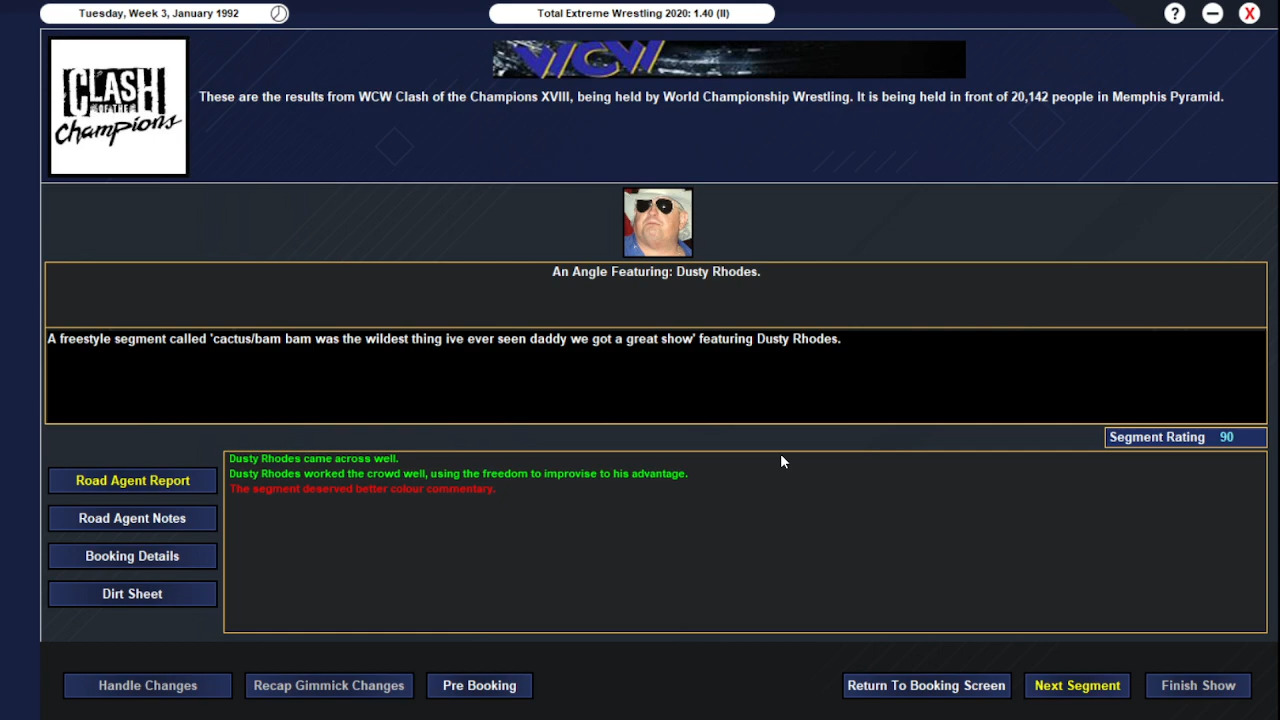 Tuesday, Week 3, January 1992
Total Extreme Wrestling 2020: 1.40 (II)
? X
CLASH
OF THE
Champions
WCW
These are the results from WCW Clash of the Champions XVIII, being held by World Championship Wrestling. It is being held in front of 20,142 people in Memphis Pyramid.
An Angle Featuring: Dusty Rhodes.
A freestyle segment called 'cactus/bam bam was the wildest thing ive ever seen daddy we got a great show' featuring Dusty Rhodes.
Segment Rating 90
Dusty Rhodes came across well.
Dusty Rhodes worked the crowd well, using the freedom to improvise to his advantage.
The segment deserved better colour commentary.
Road Agent Report
Road Agent Notes
Booking Details
Dirt Sheet
Handle Changes
Recap Gimmick Changes
Pre Booking
Return To Booking Screen
Next Segment
Finish Show